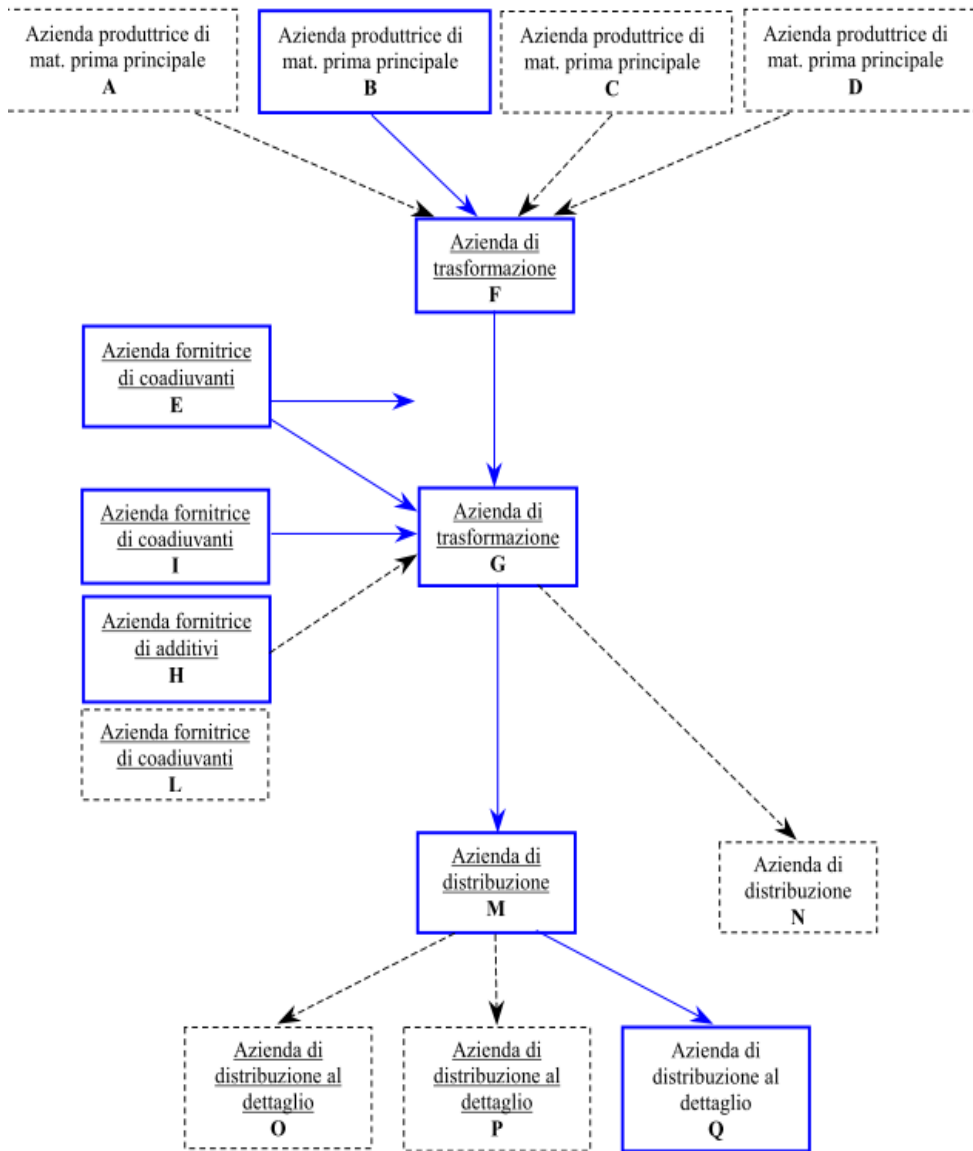 Azienda produttrice di
mat. prima principale
A
Azienda produttrice di
mat. prima principale
B
Azienda produttrice di
mat. prima principale
C
Azienda produttrice di
mat. prima principale
D
Azienda di
trasformazione
F
Azienda fornitrice
di coadiuvanti
E
Azienda fornitrice
di coadiuvanti
I
Azienda di
trasformazione
G
Azienda fornitrice
di additivi
H
Azienda fornitrice
di coadiuvanti
L
Azienda di
distribuzione
M
Azienda di
distribuzione
N
Azienda di
distribuzione al
dettaglio
O
Azienda di
distribuzione al
dettaglio
P
Azienda di
distribuzione al
dettaglio
Q